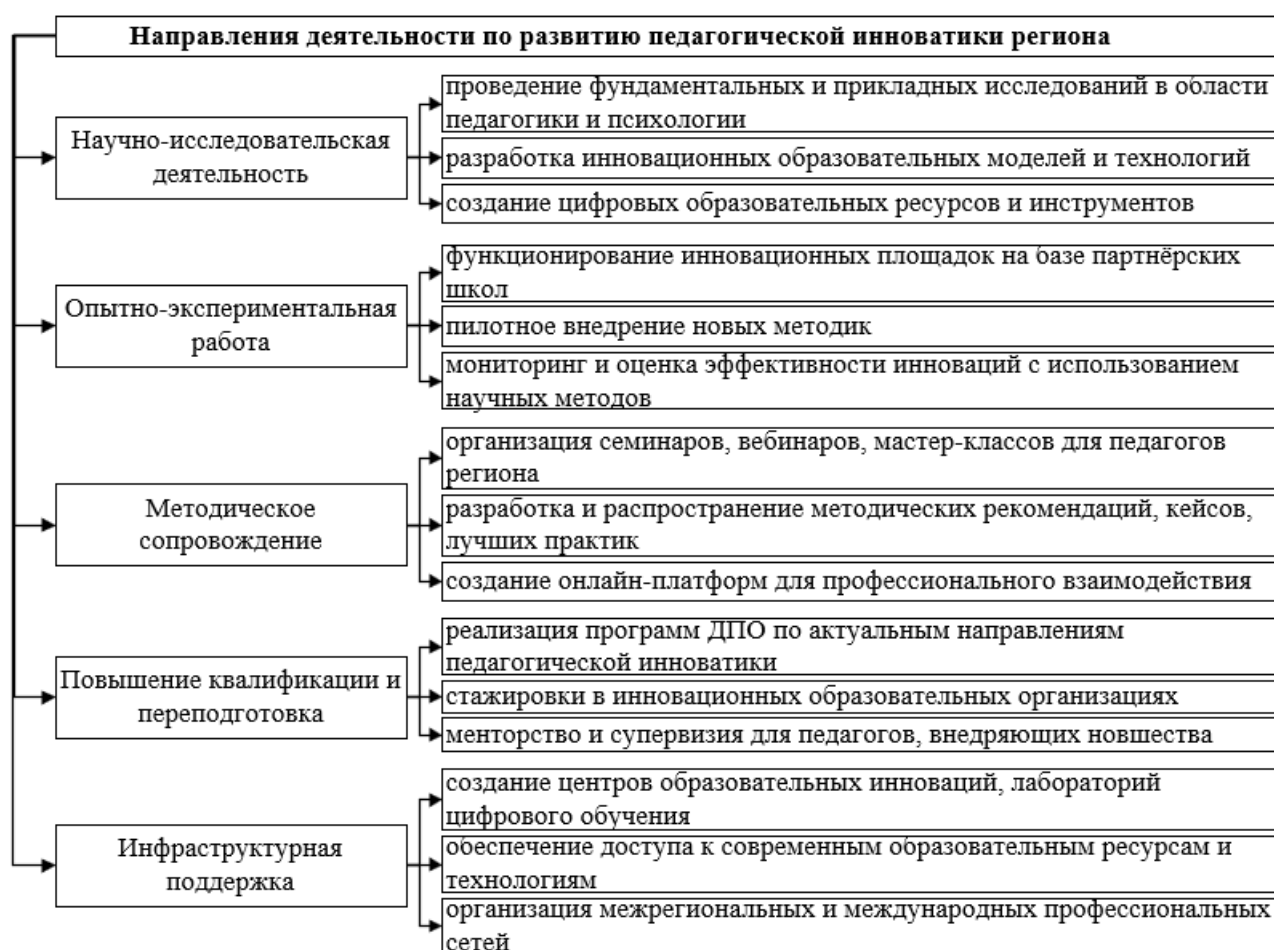 Направления деятельности по развитию педагогической инноватики региона
Научно-исследовательская
деятельность
проведение фундаментальных и прикладных исследований в области
педагогики и психологии
разработка инновационных образовательных моделей и технологий
создание цифровых образовательных ресурсов и инструментов
Опытно-экспериментальная
работа
функционирование инновационных площадок на базе партнёрских
школ
пилотное внедрение новых методик
мониторинг и оценка эффективности инноваций с использованием
научных методов
Методическое
сопровождение
организация семинаров, вебинаров, мастер-классов для педагогов
региона
разработка и распространение методических рекомендаций, кейсов,
лучших практик
создание онлайн-платформ для профессионального взаимодействия
Повышение квалификации и
переподготовка
реализация программ ДПО по актуальным направлениям
педагогической инноватики
стажировки в инновационных образовательных организациях
менторство и супервизия для педагогов, внедряющих новшества
Инфраструктурная
поддержка
создание центров образовательных инноваций, лабораторий
цифрового обучения
обеспечение доступа к современным образовательным ресурсам и
технологиям
организация межрегиональных и международных профессиональных
сетей